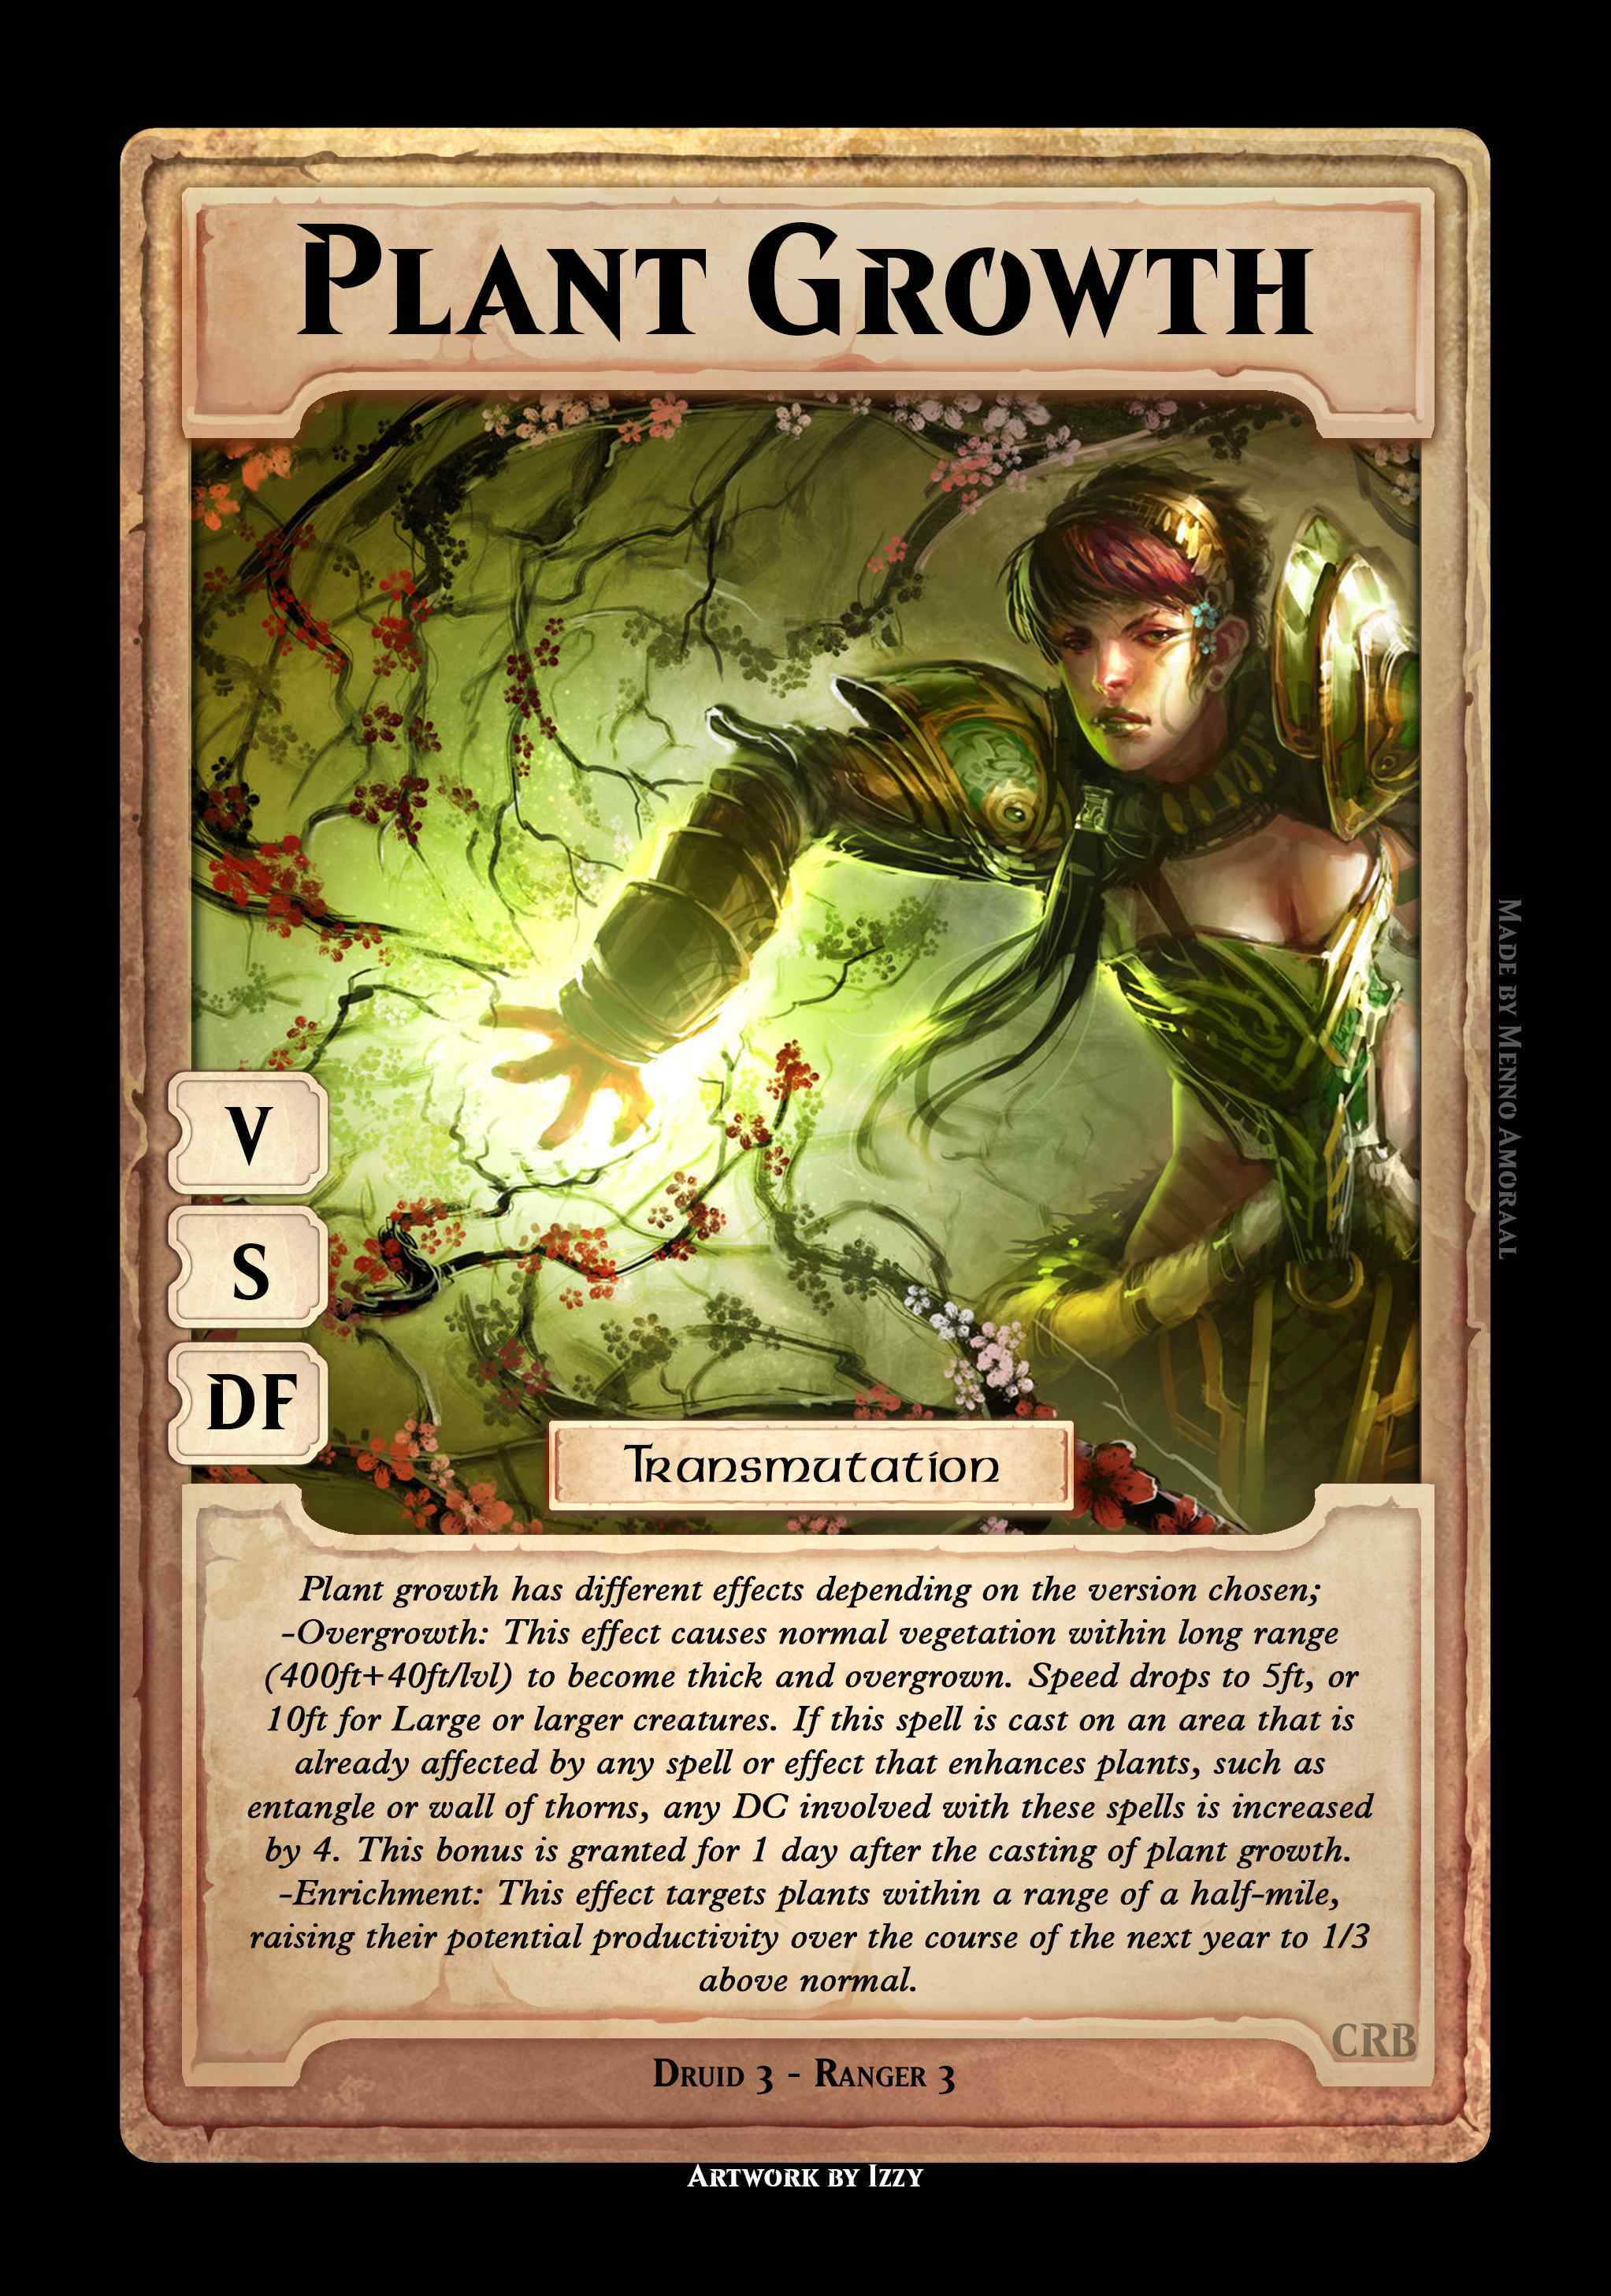 Plant Growth
V
S
DF
Transmutation
Plant growth has different effects depending on the version chosen;
-Overgrowth: This effect causes normal vegetation within long range
(400ft+40ft/lvl) to become thick and overgrown. Speed drops to 5ft, or
10ft for Large or larger creatures. If this spell is cast on an area that is
already affected by any spell or effect that enhances plants, such as
entangle or wall of thorns, any DC involved with these spells is increased
by 4. This bonus is granted for 1 day after the casting of plant growth.
-Enrichment: This effect targets plants within a range of a half-mile,
raising their potential productivity over the course of the next year to 1/3
above normal.
CRB
Druid 3 - Ranger 3
Artwork by Izzy
Made by Menno Amoraal